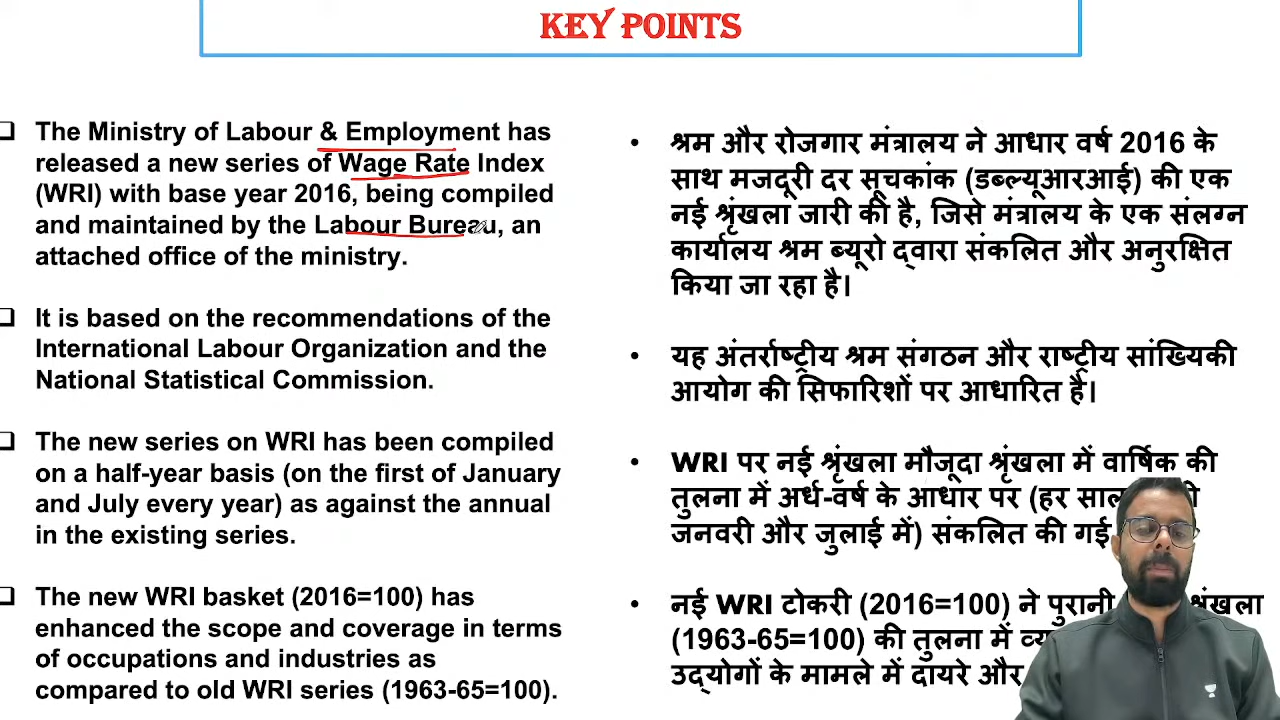 KEY POINTS
The Ministry of Labour & Employment has
released a new series of Wage Rate Index
(WRI) with base year 2016, being compiled
and maintained by the Labour Bureau, an
attached office of the ministry.
It is based on the recommendations of the
International Labour Organization and the
National Statistical Commission.
The new series on WRI has been compiled
on a half-year basis (on the first of January
and July every year) as against the annual
in the existing series.
The new WRI basket (2016=100) has
enhanced the scope and coverage in terms
of occupations and industries as
compared to old WRI series (1963-65=100).
श्रम और रोजगार मंत्रालय ने आधार वर्ष 2016 के
साथ मजदूरी दर सूचकांक (डब्ल्यूआरआई) की एक
नई श्रृंखला जारी की है, जिसे मंत्रालय के एक संलग्न
कार्यालय श्रम ब्यूरो द्वारा संकलित और अनुरक्षित
किया जा रहा है।
यह अंतर्राष्ट्रीय श्रम संगठन और राष्ट्रीय सांख्यिकी
आयोग की सिफारिशों पर आधारित है।
WRI पर नई श्रृंखला मौजूदा श्रृंखला में वार्षिक की
तुलना में अर्ध-वर्ष के आधार पर (हर साल
जनवरी और जुलाई में) संकलित की गई
नई WRI टोकरी (2016=100) ने पुरानी श्रृंखला
(1963-65=100) की तुलना में
उद्योगों के मामले में दायरे और